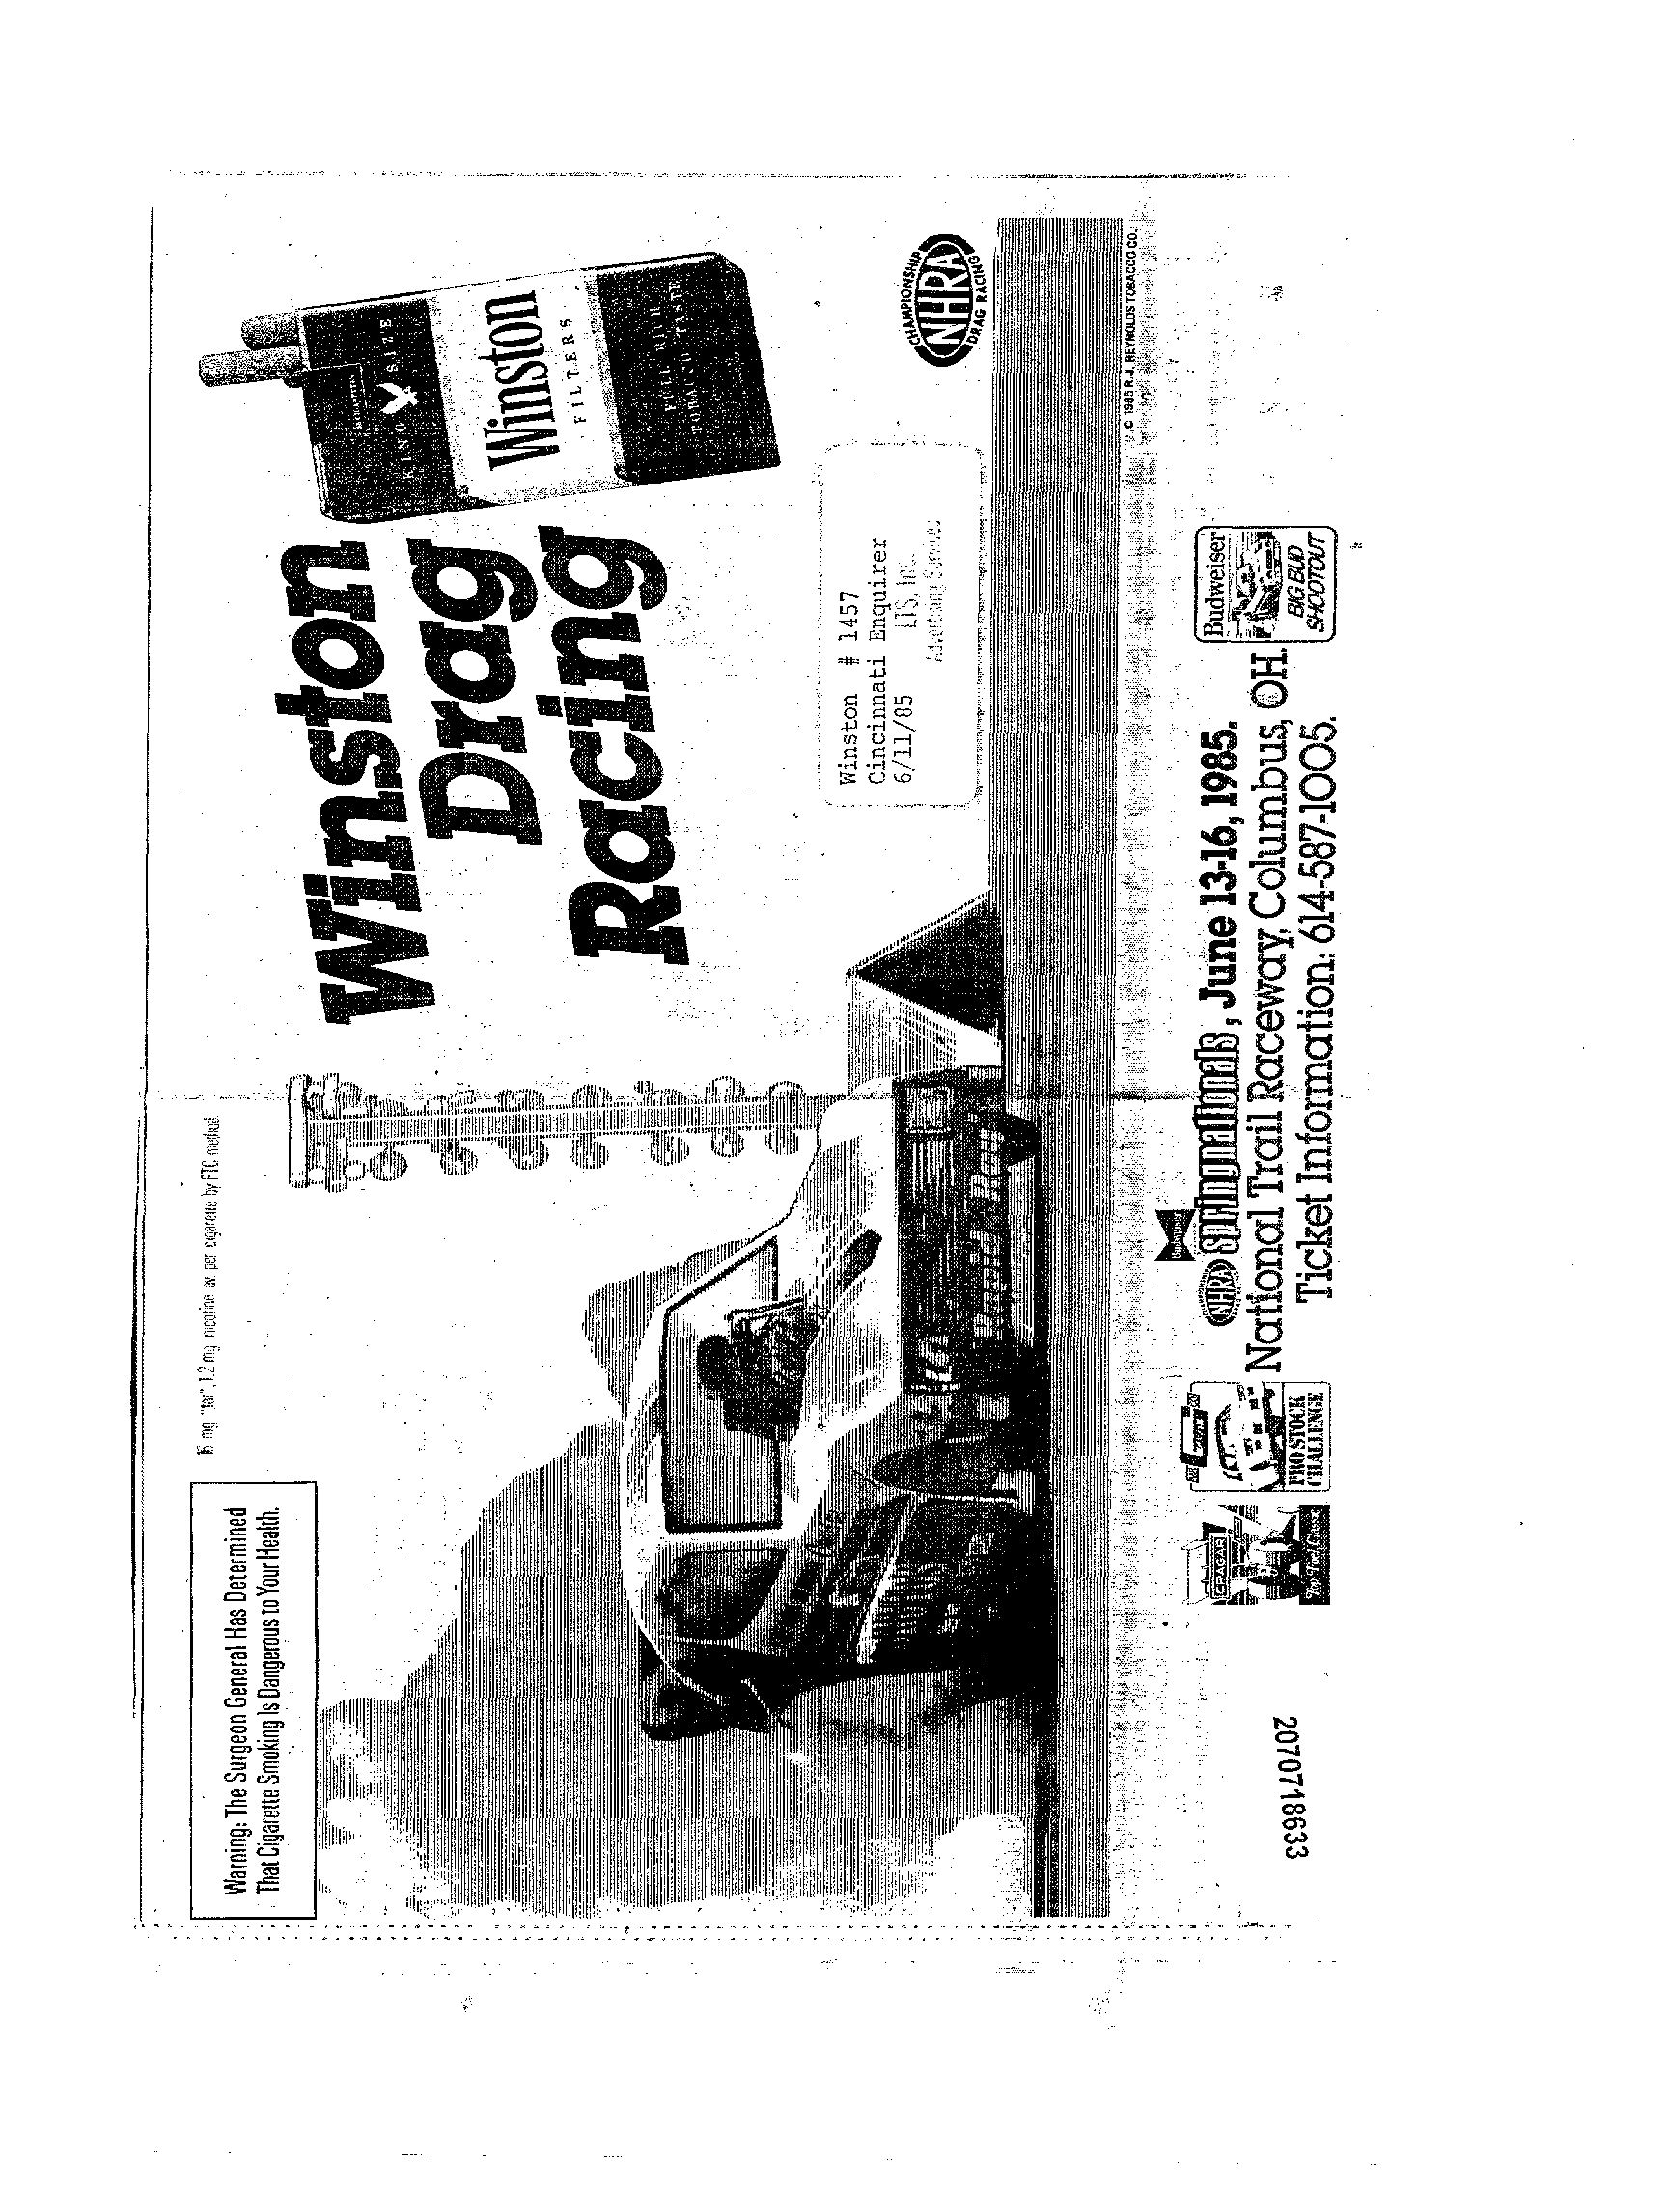 Warning: The Surgeon General Has Determined
That Cigarette Smoking Is Dangerous to Your Health.
16 mg. "tar", 1.2 mg. nicotine av. per cigarette by FTC method.
Winston
Drag
Racing
KING SIZE
Winston
FILTERS
FULL RICH
TOBACCO TASTE
Winston # 1457
Cincinnati Enquirer
6/11/85 LTS, Inc.
Advertising Services
CHAMPIONSHIP
NHRA
DRAG RACING
© 1985 R.J. REYNOLDS TOBACCO CO.
CRAGAR
PRO STOCK
CHALLENGE
NHRA Springnationals, June 13-16, 1985.
National Trail Raceway, Columbus, OH.
Ticket Information: 614-587-1005.
Budweiser
BIG BUD
SHOOTOUT
2070718633